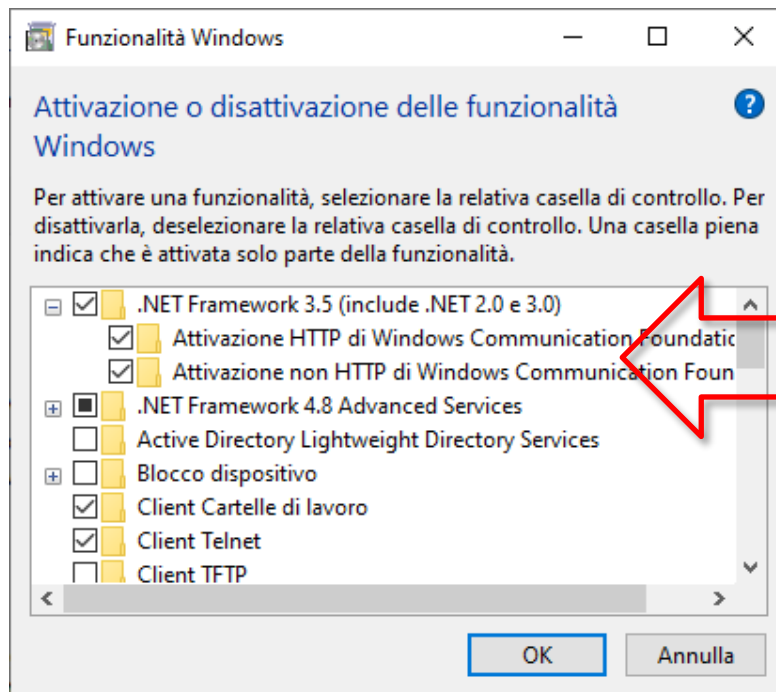 Funzionalità Windows
Attivazione o disattivazione delle funzionalità
Windows
Per attivare una funzionalità, selezionare la relativa casella di controllo. Per
disattivarla, deselezionare la relativa casella di controllo. Una casella piena
indica che è attivata solo parte della funzionalità.
.NET Framework 3.5 (include .NET 2.0 e 3.0)
Attivazione HTTP di Windows Communication Foundatic
Attivazione non HTTP di Windows Communication Foun
.NET Framework 4.8 Advanced Services
Active Directory Lightweight Directory Services
Blocco dispositivo
Client Cartelle di lavoro
Client Telnet
Client TFTP
OK Annulla